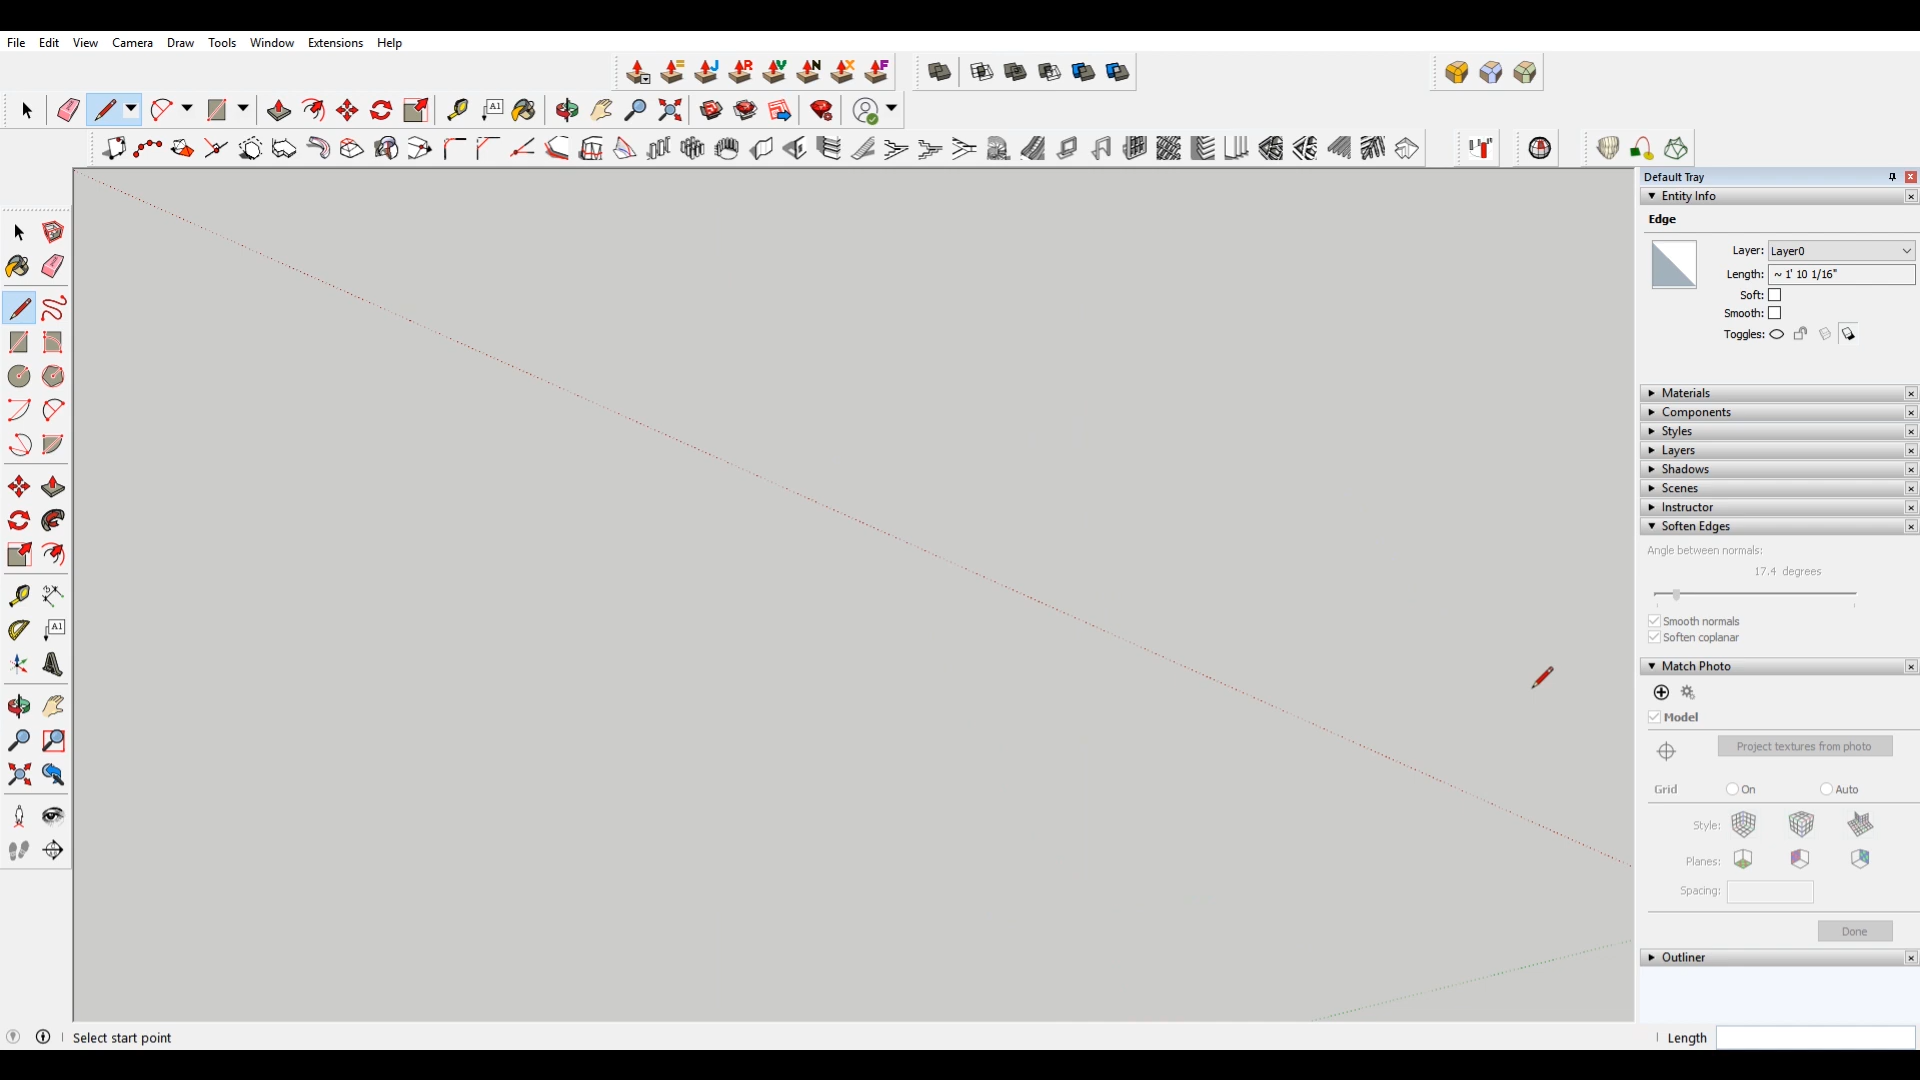 File Edit View Camera Draw Tools Window Extensions Help
= J R V N X F
A1
Default Tray
Entity Info
Edge
Layer: Layer0
Length: ~ 1' 10 1/16"
Soft:
Smooth:
Toggles:
Materials
Components
Styles
Layers
Shadows
Scenes
Instructor
Soften Edges
Angle between normals:
17.4 degrees
Smooth normals
Soften coplanar
A1
Match Photo
Model
Project textures from photo
Grid On Auto
Style:
Planes:
Spacing:
Done
Outliner
Select start point
Length